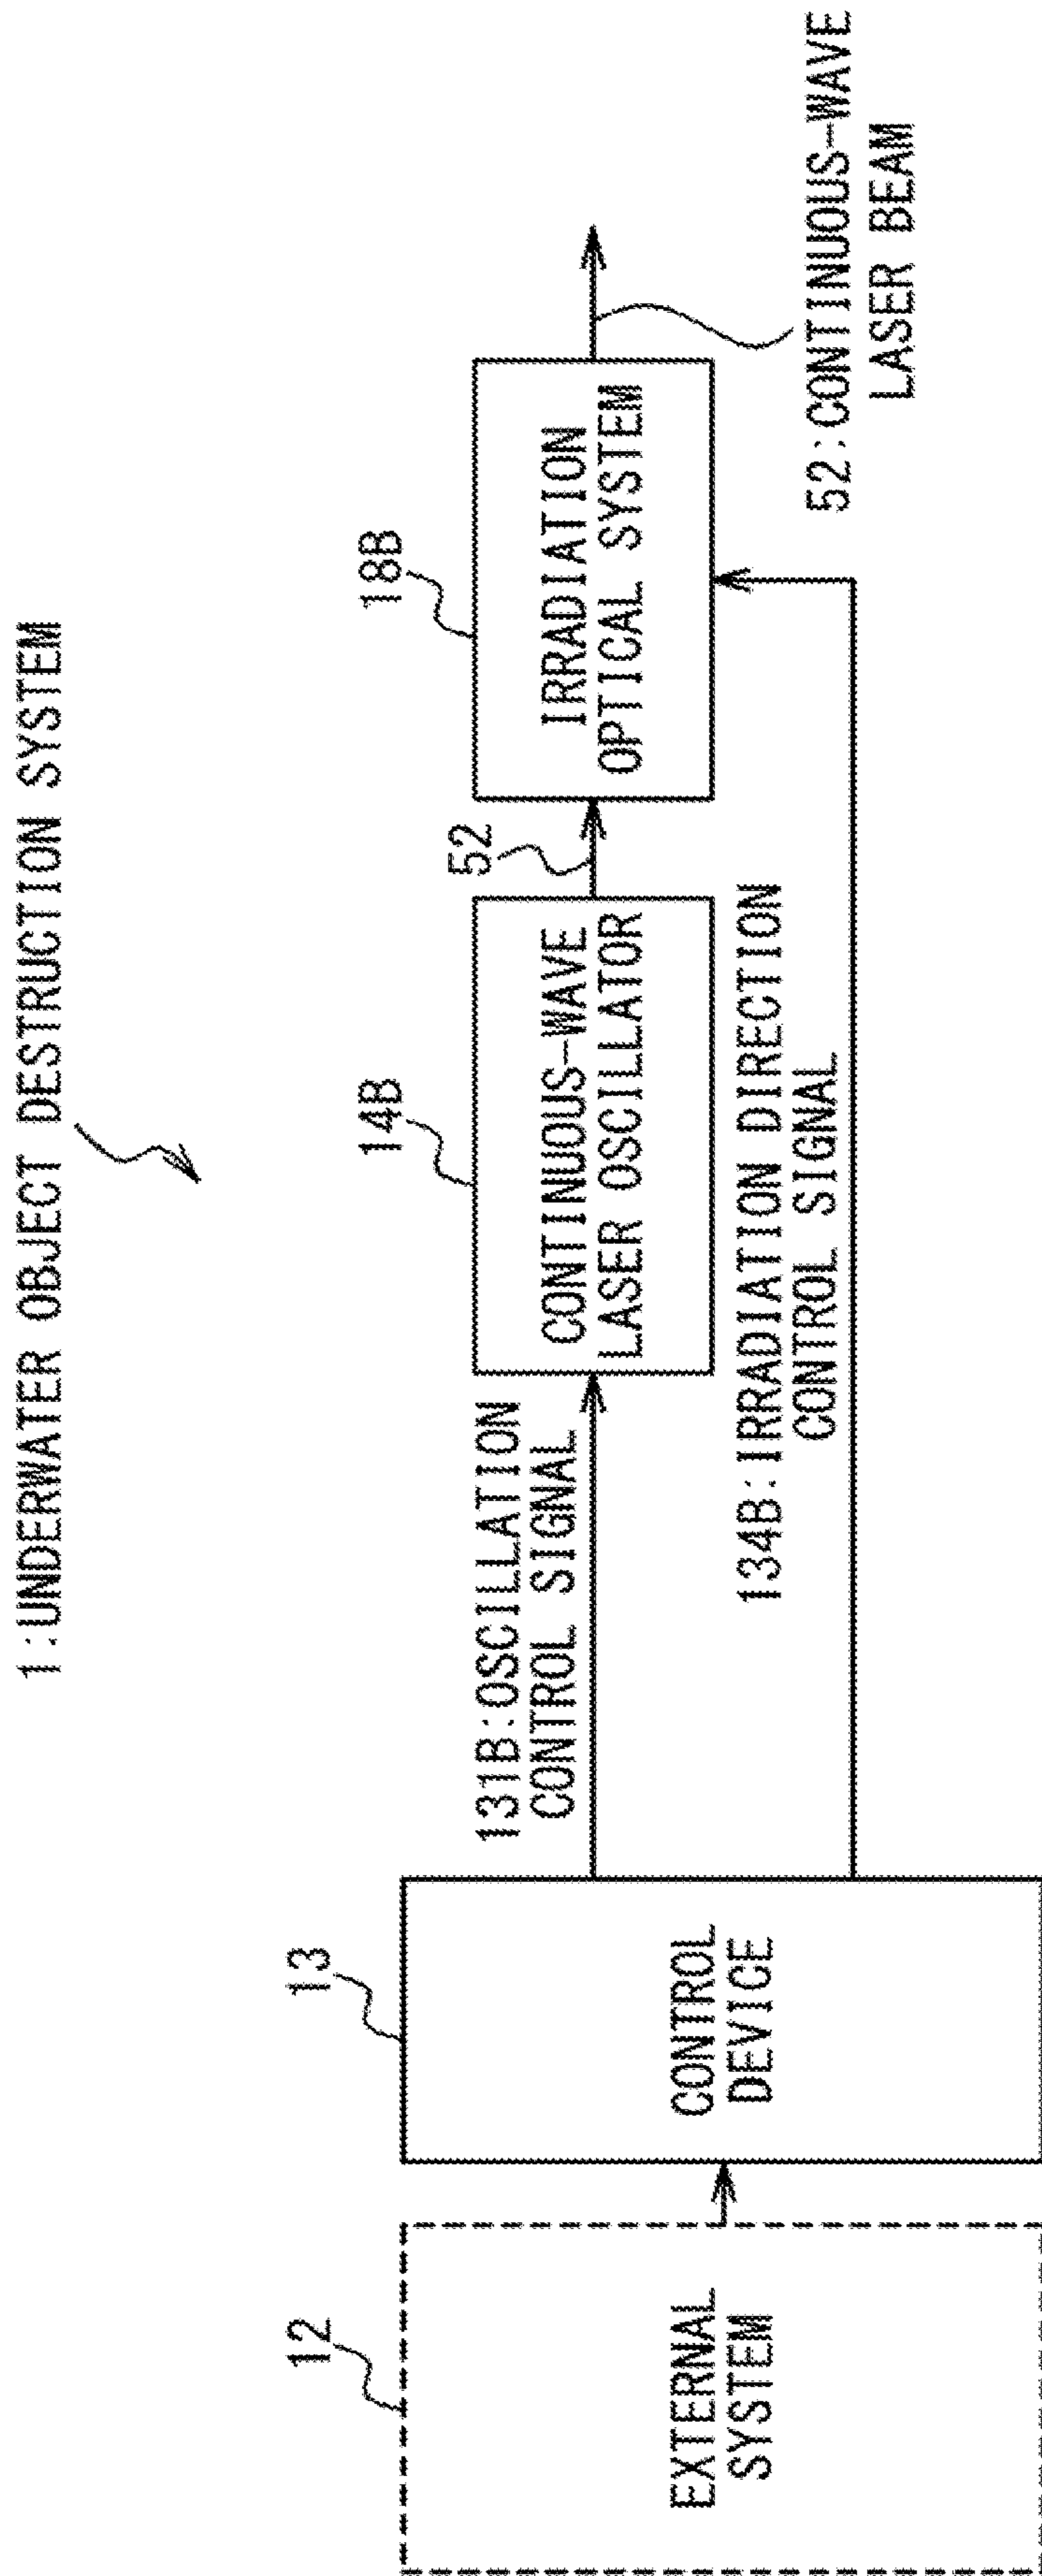 1:UNDERWATER OBJECT DESTRUCTION SYSTEM
12
EXTERNAL
SYSTEM
13
CONTROL
DEVICE
131B:OSCILLATION
CONTROL SIGNAL
14B
CONTINUOUS-WAVE
LASER OSCILLATOR
52
18B
IRRADIATION
OPTICAL SYSTEM
134B:IRRADIATION DIRECTION
CONTROL SIGNAL
52:CONTINUOUS-WAVE
LASER BEAM